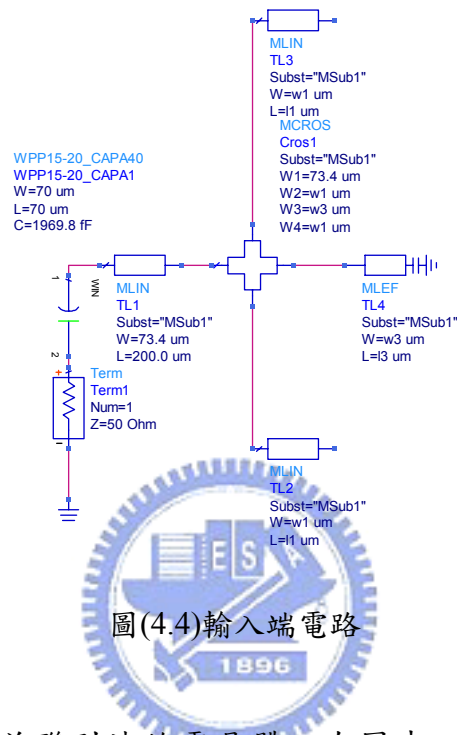 MLIN
TL3
Subst="MSub1"
W=w1 um
L=l1 um
MCROS
Cros1
Subst="MSub1"
W1=73.4 um
W2=w1 um
W3=w3 um
W4=w1 um
WPP15-20_CAPA40
WPP15-20_CAPA1
W=70 um
L=70 um
C=1969.8 fF
1
WIN
2
MLIN
TL1
Subst="MSub1"
W=73.4 um
L=200.0 um
MLEF
TL4
Subst="MSub1"
W=w3 um
L=l3 um
+
Term
Term1
Num=1
Z=50 Ohm
MLIN
TL2
Subst="MSub1"
W=w1 um
L=l1 um
ES
圖(4.4)輸入端電路
1896